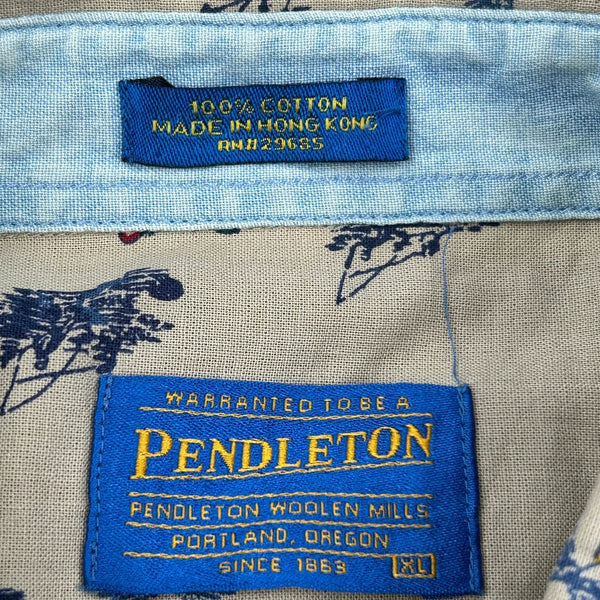 100% COTTON
MADE IN HONG KONG
RN#29685
WARRANTED TO BE A
PENDLETON
PENDLETON WOOLEN MILLS
PORTLAND, OREGON
SINCE 1863 XL